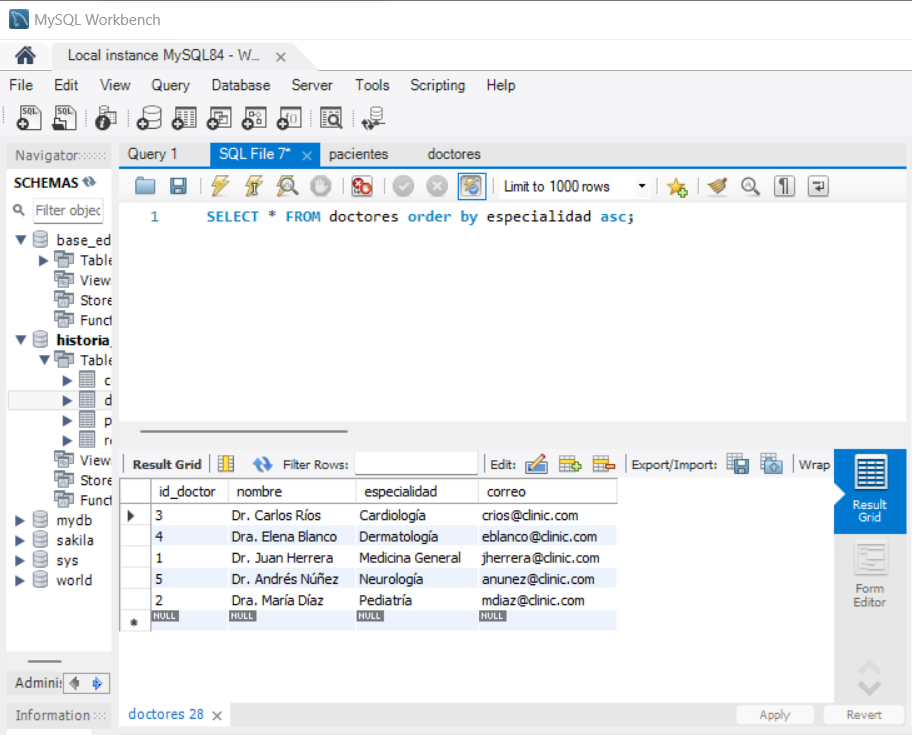 MySQL Workbench
Local instance MySQL84 - W...
File Edit View Query Database Server Tools Scripting Help
Navigator
Query 1 SQL File 7* pacientes doctores
SCHEMAS
Limit to 1000 rows
Filter objec
1 SELECT * FROM doctores order by especialidad asc;
base_ed
Table
View
Store
Funct
historia_
Table
c
d
p
re
View
Store
Funct
mydb
sakila
sys
world
Result Grid Filter Rows: Edit: Export/Import: Wrap
id_doctor nombre especialidad correo
3 Dr. Carlos Ríos Cardiología crios@clinic.com
4 Dra. Elena Blanco Dermatología eblanco@clinic.com
1 Dr. Juan Herrera Medicina General jherrera@clinic.com
5 Dr. Andrés Núñez Neurología anunez@clinic.com
2 Dra. María Díaz Pediatría mdiaz@clinic.com
NULL NULL NULL NULL
Result
Grid
Form
Editor
Adminis
Information
doctores 28
Apply Revert